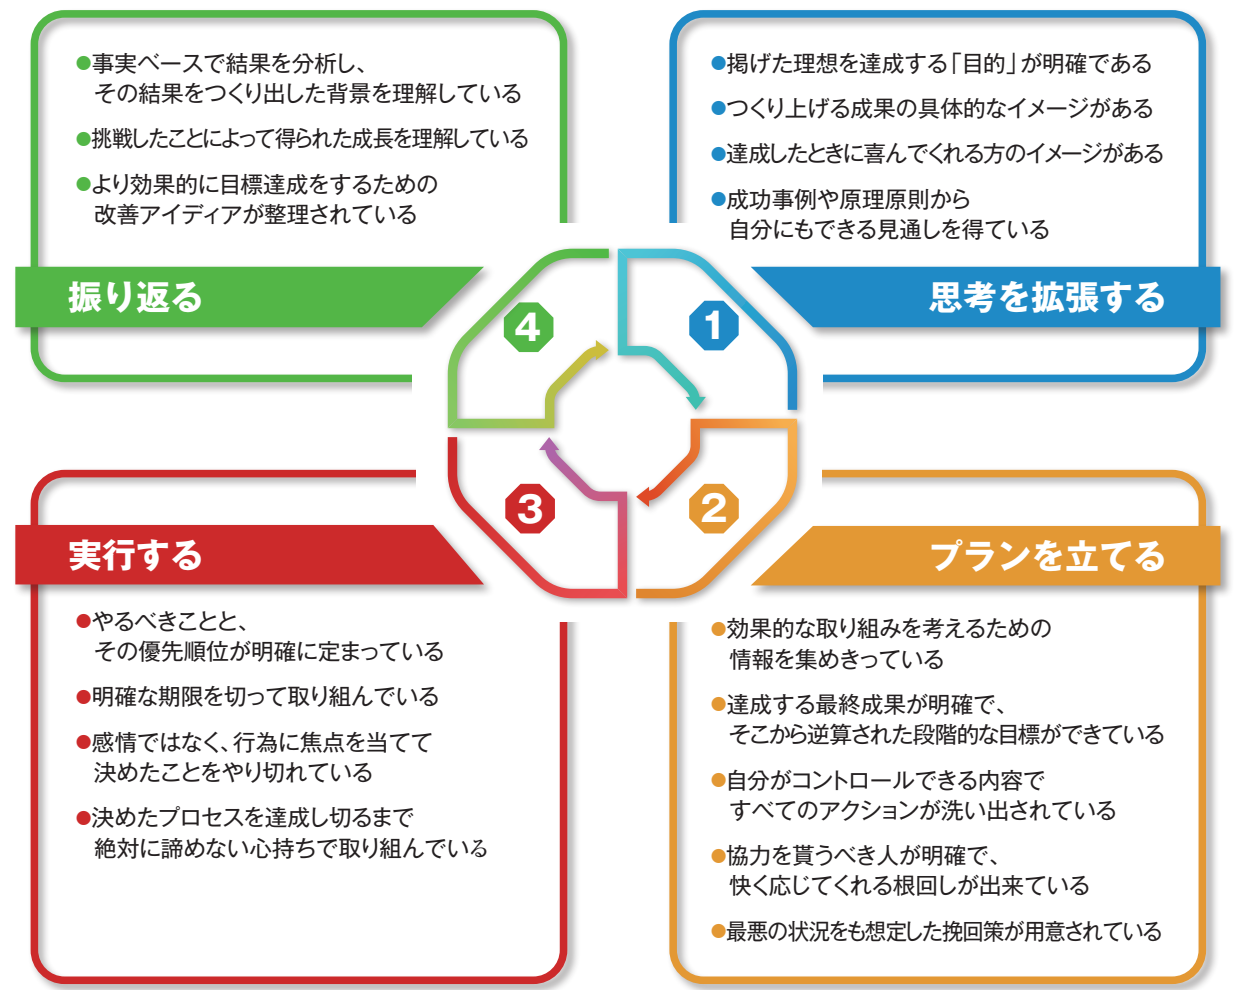 ●事実ベースで結果を分析し、
その結果をつくり出した背景を理解している
●挑戦したことによって得られた成長を理解している
●より効果的に目標達成をするための
改善アイディアが整理されている
振り返る
4
●掲げた理想を達成する「目的」が明確である
●つくり上げる成果の具体的なイメージがある
●達成したときに喜んでくれる方のイメージがある
●成功事例や原理原則から
自分にもできる見通しを得ている
思考を拡張する
1
実行する
3
●やるべきことと、
その優先順位が明確に定まっている
●明確な期限を切って取り組んでいる
●感情ではなく、行為に焦点を当てて
決めたことをやり切れている
●決めたプロセスを達成し切るまで
絶対に諦めない心持ちで取り組んでいる
2
プランを立てる
●効果的な取り組みを考えるための
情報を集めきっている
●達成する最終成果が明確で、
そこから逆算された段階的な目標ができている
●自分がコントロールできる内容で
すべてのアクションが洗い出されている
●協力を貰うべき人が明確で、
快く応じてくれる根回しが出来ている
●最悪の状況をも想定した挽回策が用意されている